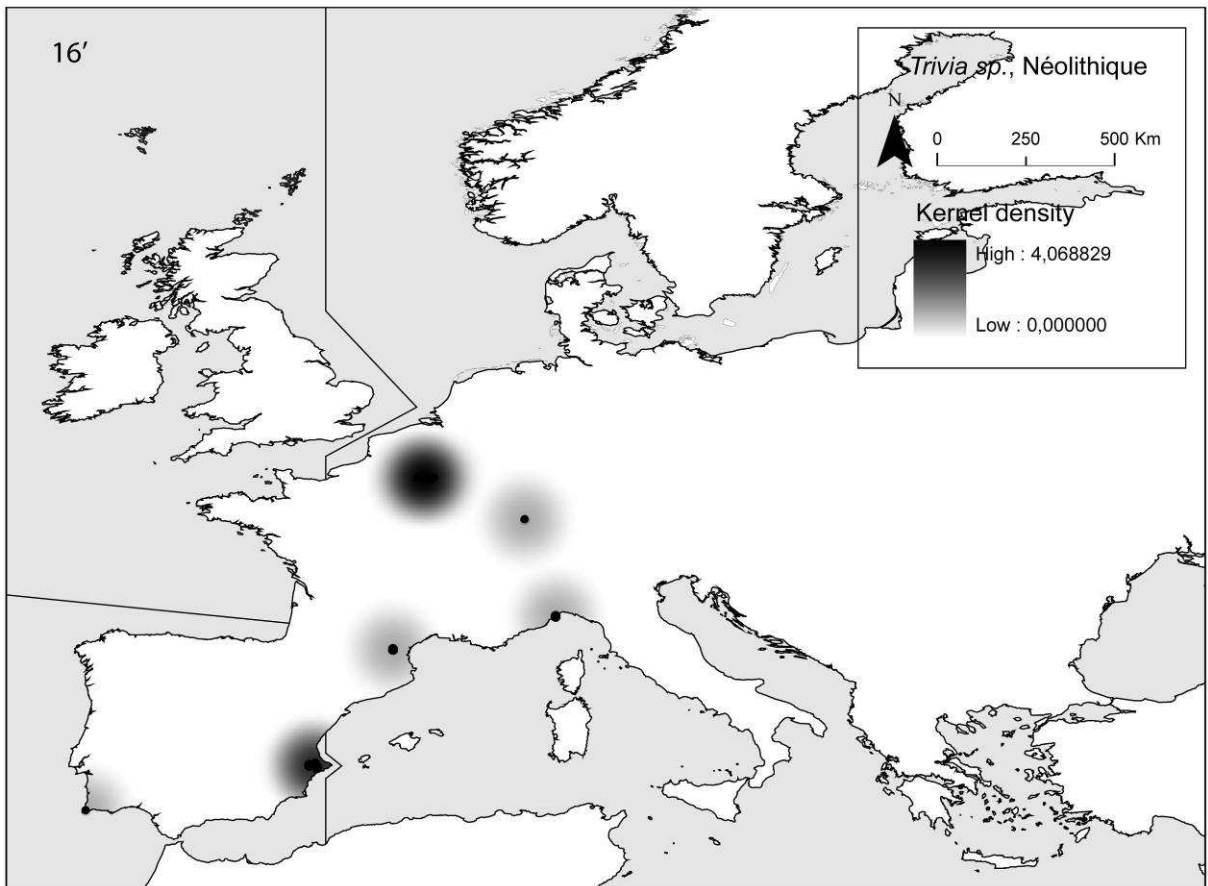 16'
Trivia sp., Néolithique
N
0 250 500 Km
Kernel density
High : 4,068829
Low : 0,000000